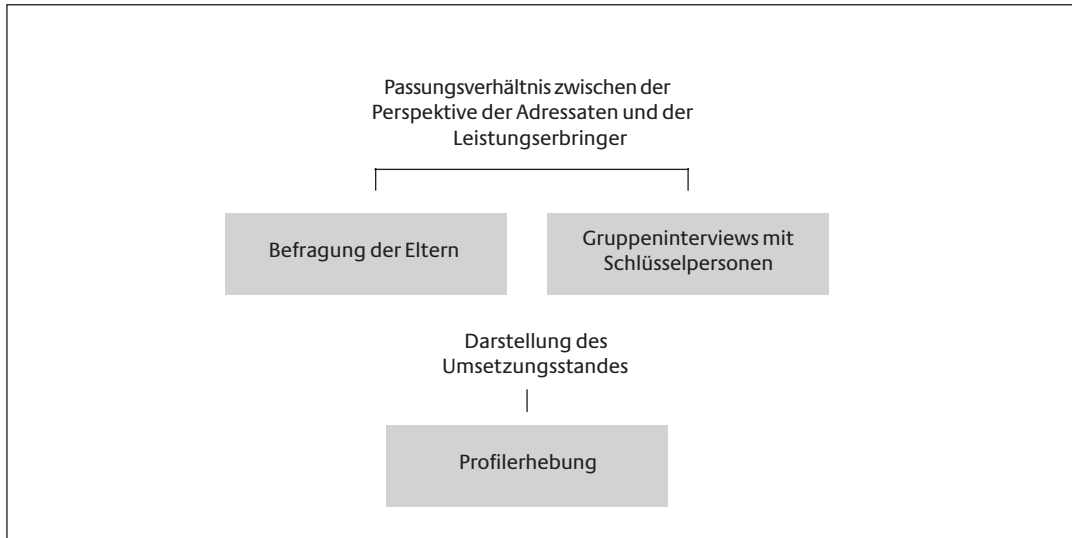 Passungsverhältnis zwischen der
Perspektive der Adressaten und der
Leistungserbringer
Befragung der Eltern
Gruppeninterviews mit
Schlüsselpersonen
Darstellung des
Umsetzungsstandes
Profilerhebung